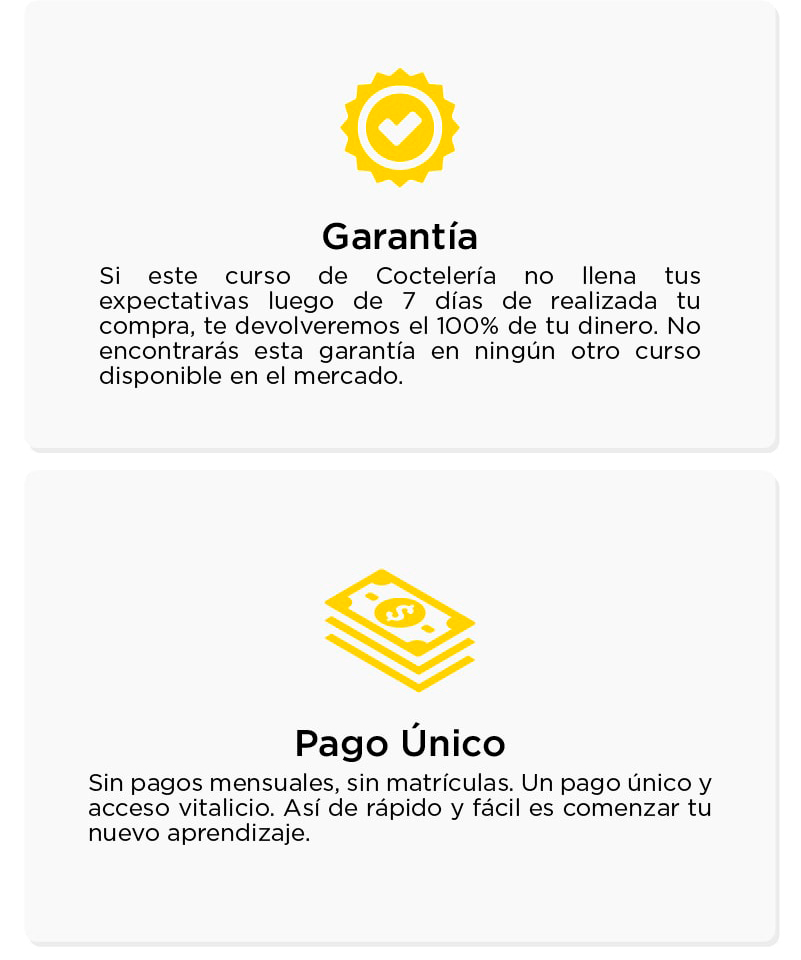 Garantía
Si este curso de Coctelería no llena tus
expectativas luego de 7 días de realizada tu
compra, te devolveremos el 100% de tu dinero. No
encontrarás esta garantía en ningún otro curso
disponible en el mercado.
$
Pago Único
Sin pagos mensuales, sin matrículas. Un pago único y
acceso vitalicio. Así de rápido y fácil es comenzar tu
nuevo aprendizaje.